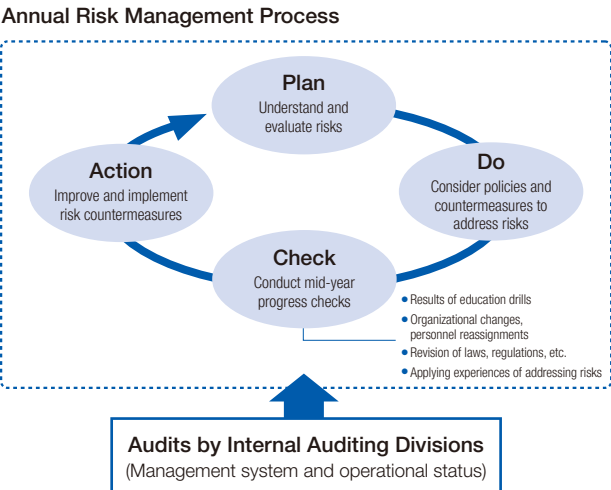 Annual Risk Management Process
Plan
Understand and
evaluate risks
Do
Consider policies and
countermeasures to
address risks
Action
Improve and implement
risk countermeasures
Check
Conduct mid-year
progress checks
• Results of education drills
• Organizational changes,
personnel reassignments
• Revision of laws, regulations, etc.
• Applying experiences of addressing risks
Audits by Internal Auditing Divisions
(Management system and operational status)